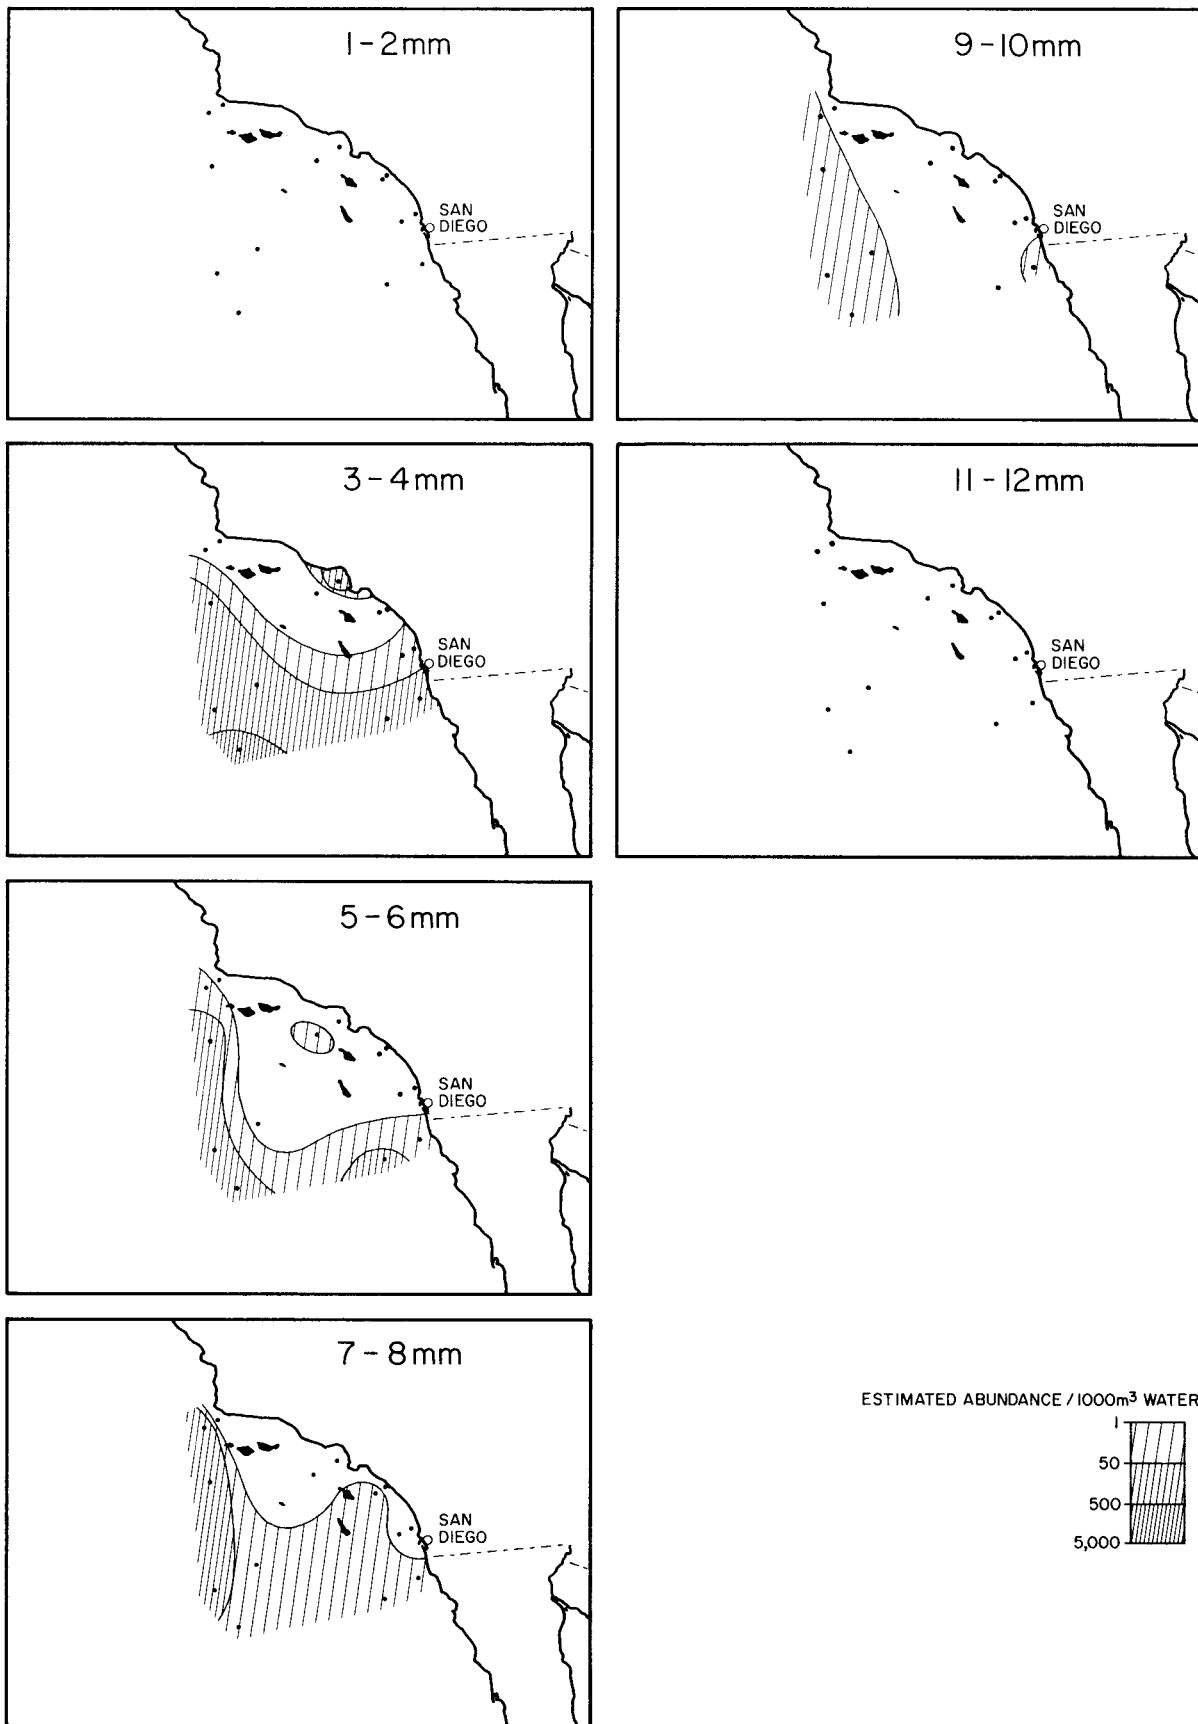 1-2mm
SAN
DIEGO
9-10mm
SAN
DIEGO
3-4mm
SAN
DIEGO
11-12mm
SAN
DIEGO
5-6mm
SAN
DIEGO
7-8mm
SAN
DIEGO
ESTIMATED ABUNDANCE / 1000m³ WATER
1
50
500
5,000